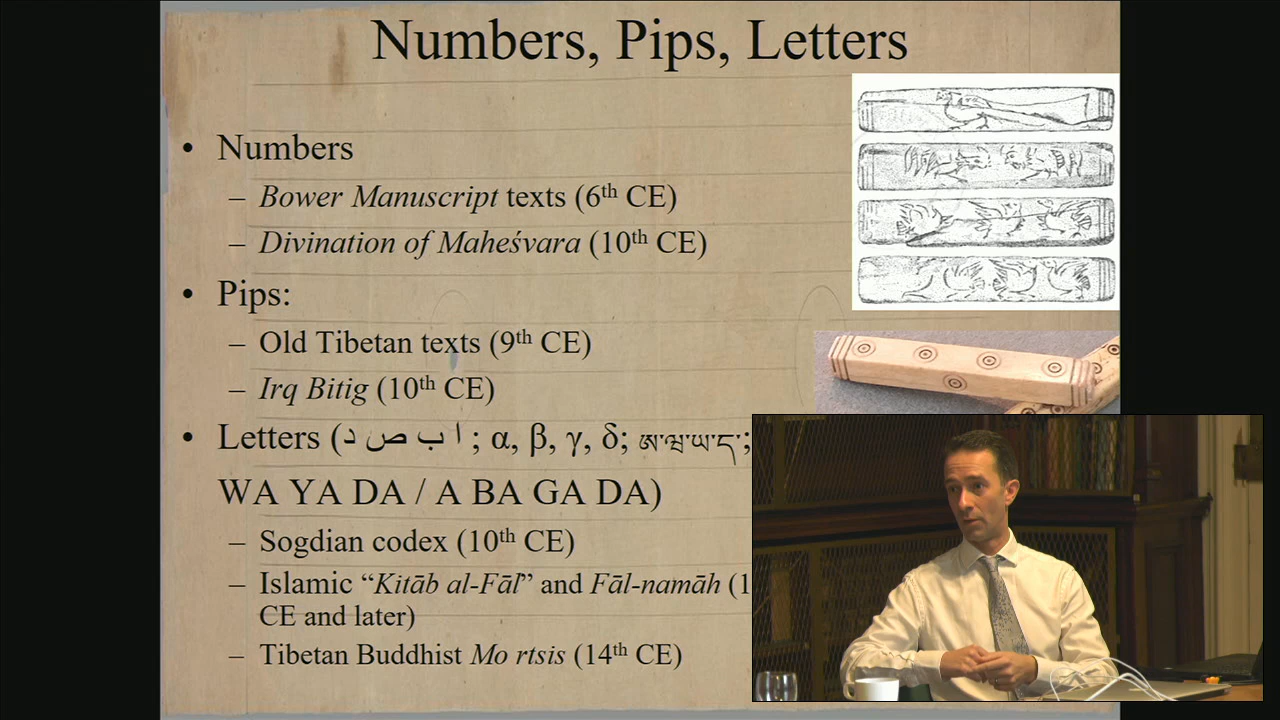 Numbers, Pips, Letters
• Numbers
– Bower Manuscript texts (6th CE)
– Divination of Maheśvara (10th CE)
• Pips:
– Old Tibetan texts (9th CE)
– Irq Bitig (10th CE)
• Letters (ا ب ص د ; α, β, γ, δ; ཨ་ཝ་ཡ་ད་;
WA YA DA / A BA GA DA)
– Sogdian codex (10th CE)
– Islamic “Kitāb al-Fāl” and Fāl-namāh (1
CE and later)
– Tibetan Buddhist Mo rtsis (14th CE)